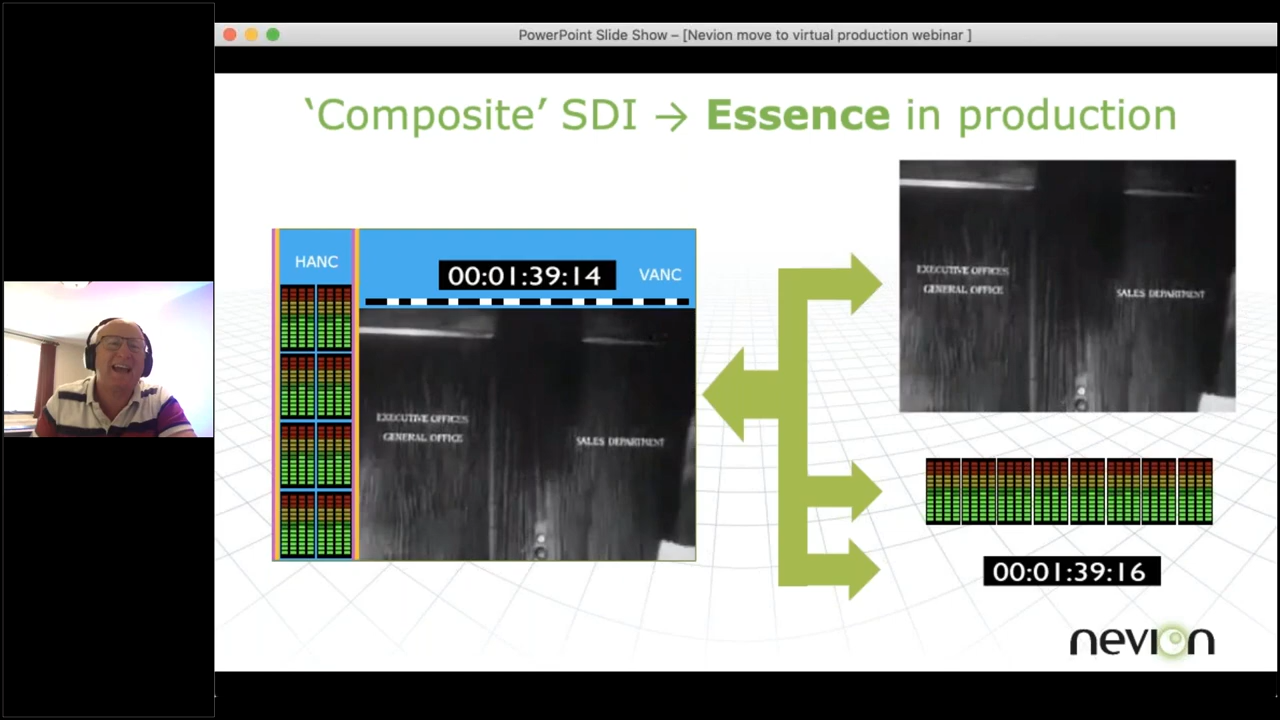 PowerPoint Slide Show – [Nevion move to virtual production webinar ]
‘Composite’ SDI → Essence in production
HANC
00:01:39:14
VANC
EXECUTIVE OFFICES
GENERAL OFFICE
SALES DEPARTMENT
EXECUTIVE OFFICES
GENERAL OFFICE
SALES DEPARTMENT
00:01:39:16
nevion